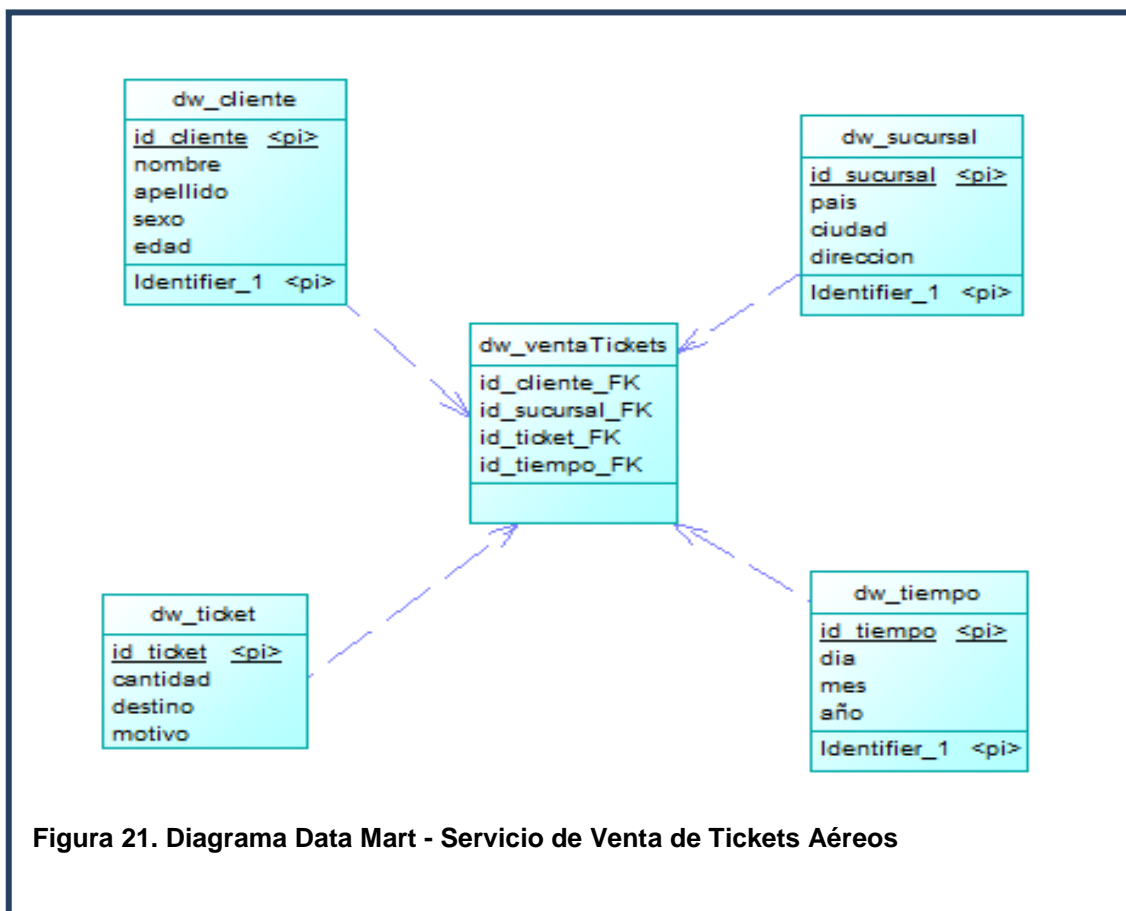 dw_cliente
id_cliente <pi>
nombre
apellido
sexo
edad
Identifier_1 <pi>
dw_sucursal
id_sucursal <pi>
pais
ciudad
direccion
Identifier_1 <pi>
dw_ventaTickets
id_cliente_FK
id_sucursal_FK
id_ticket_FK
id_tiempo_FK
dw_ticket
id_ticket <pi>
cantidad
destino
motivo
dw_tiempo
id_tiempo <pi>
dia
mes
año
Identifier_1 <pi>
Figura 21. Diagrama Data Mart - Servicio de Venta de Tickets Aéreos